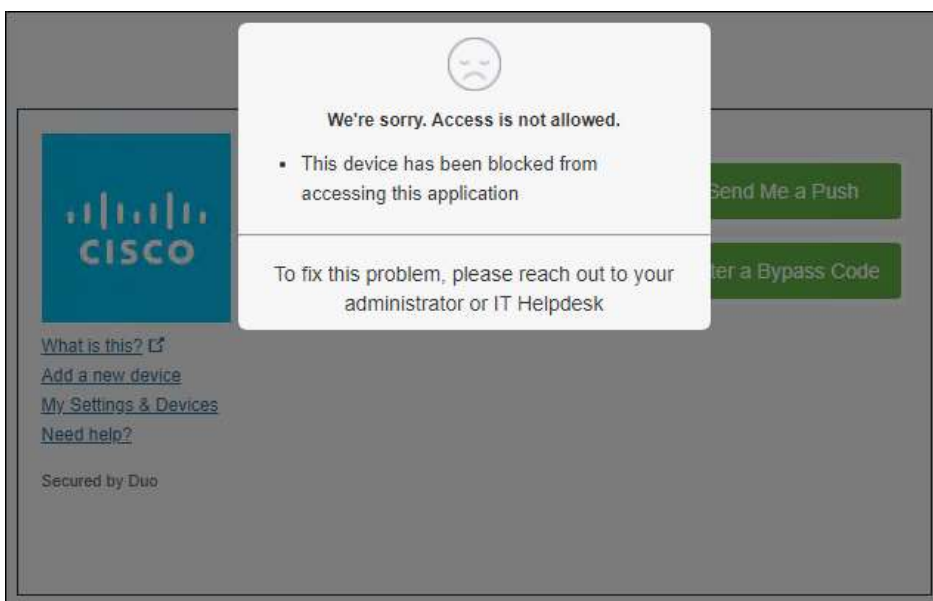 We're sorry. Access is not allowed.
▪ This device has been blocked from
accessing this application
To fix this problem, please reach out to your
administrator or IT Helpdesk
CISCO
What is this?
Add a new device
My Settings & Devices
Need help?
Secured by Duo
Send Me a Push
a Bypass Code